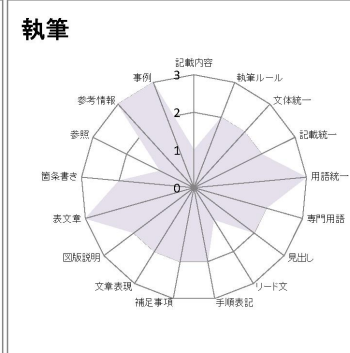 執筆
記載内容
執筆ルール
文体統一
記載統一
用語統一
専門用語
見出し
リード文
手順表記
補足事項
文章表現
図版説明
表文章
箇条書き
参照
参考情報
事例
3
2
1
0